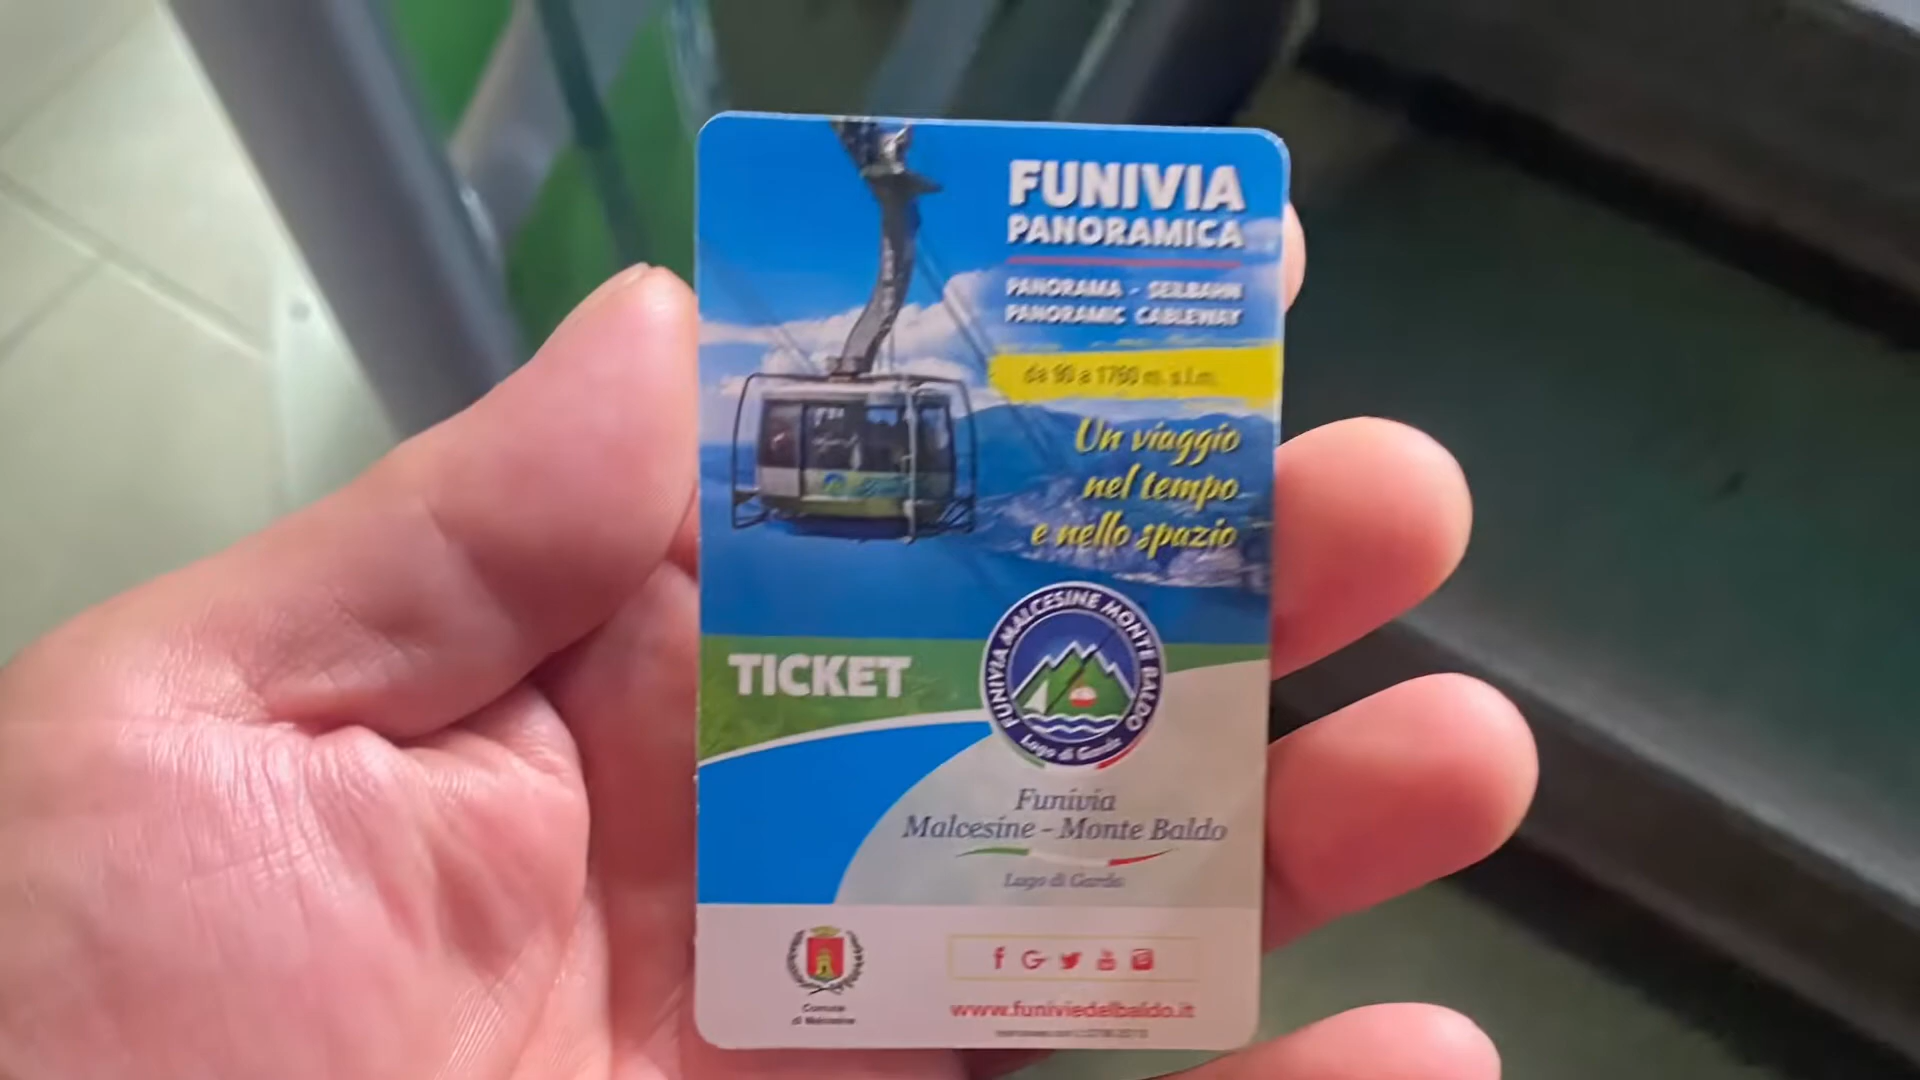 FUNIVIA
PANORAMICA
PANORAMA - SEILBAHN
PANORAMIC CABLEWAY
da 90 a 1760 m. s.l.m.
Un viaggio
nel tempo
e nello spazio
TICKET
FUNIVIA MALCESINE MONTE BALDO
Lago di Garda
Funivia
Malcesine - Monte Baldo
Lago di Garda
Comune
di Malcesine
www.funiviedelbaldo.it